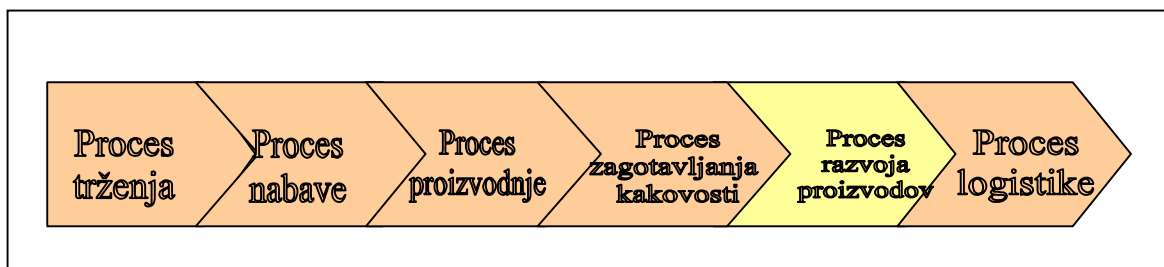 Proces
trženja
Proces
nabave
Proces
proizvodnje
Proces
zagotavljanja
kakovosti
Proces
razvoja
proizvodov
Proces
logistike